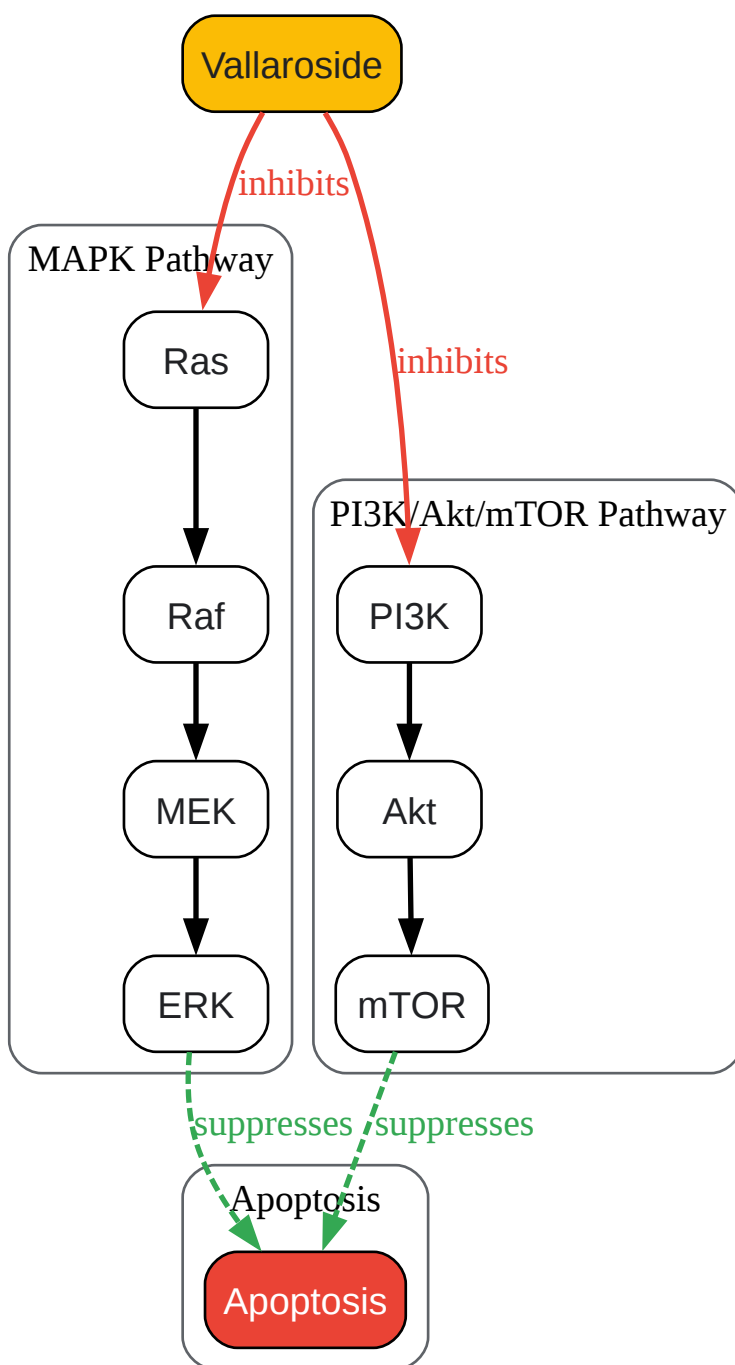 Vallaroside
inhibits
MAPK Pathway
Ras
inhibits
PI3K/Akt/mTOR Pathway
Raf
PI3K
MEK
Akt
ERK
mTOR
suppresses
suppresses
Apoptosis
Apoptosis